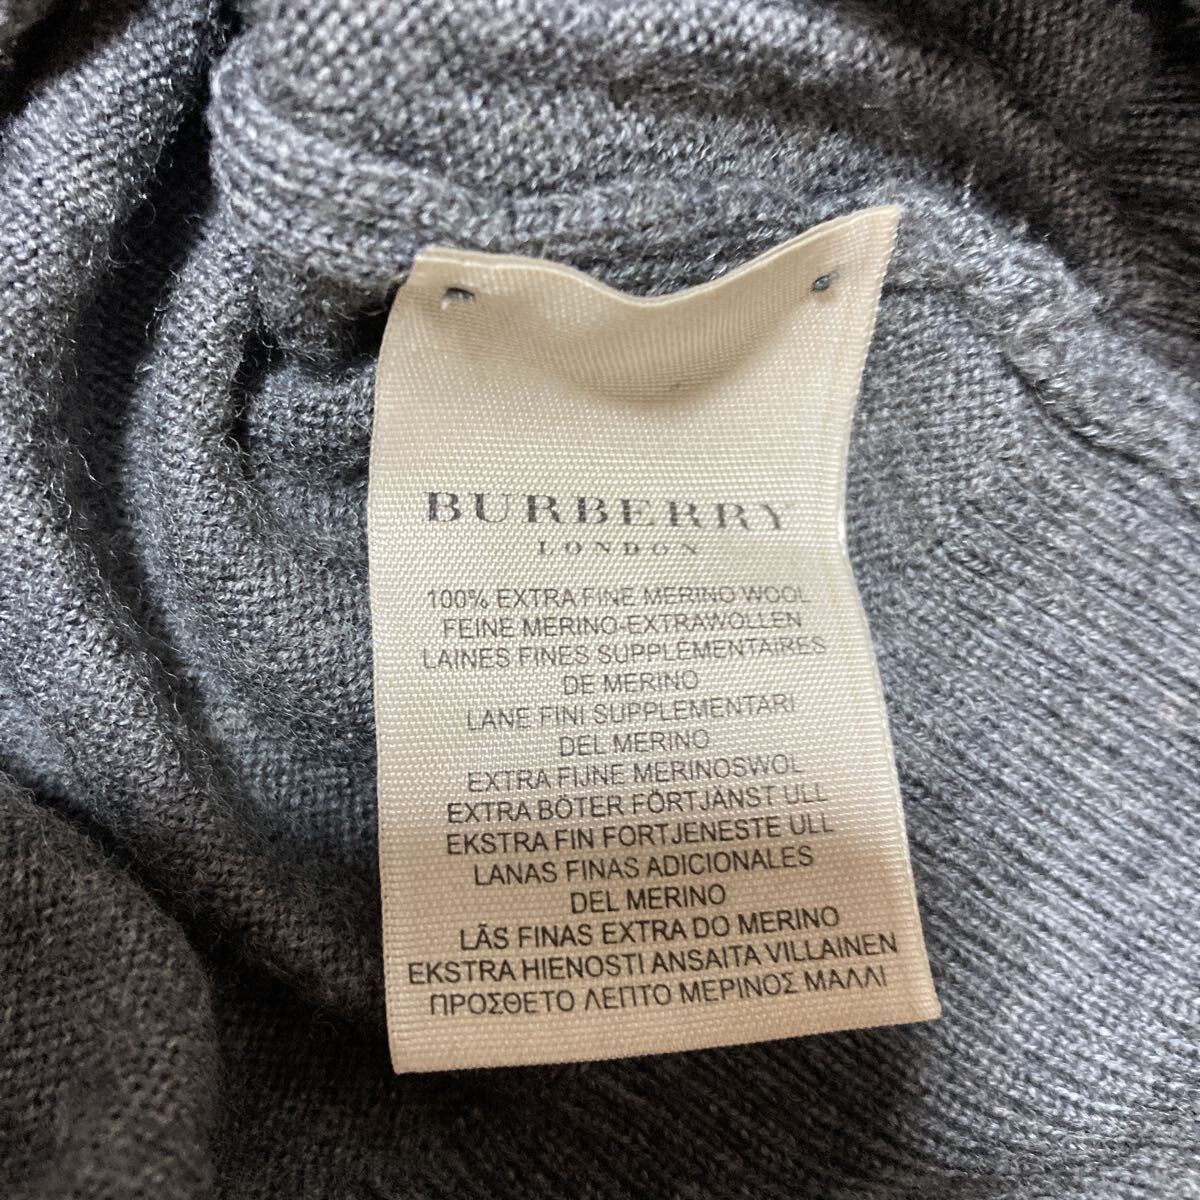 BURBERRY
LONDON
100% EXTRA FINE MERINO WOOL
FEINE MERINO-EXTRAWOLLEN
LAINES FINES SUPPLÉMENTAIRES
DE MERINO
LANE FINI SUPPLEMENTARI
DEL MERINO
EXTRA FIJNE MERINOSWOL
EXTRA BÖTER FÖRTJÄNST ULL
EKSTRA FIN FORTJENESTE ULL
LANAS FINAS ADICIONALES
DEL MERINO
LÃS FINAS EXTRA DO MERINO
EKSTRA HIENOSTI ANSAITA VILLAINEN
ΠΡΟΣΘΕΤΟ ΛΕΠΤΟ ΜΕΡΙΝΟΣ ΜΑΛΛΙ